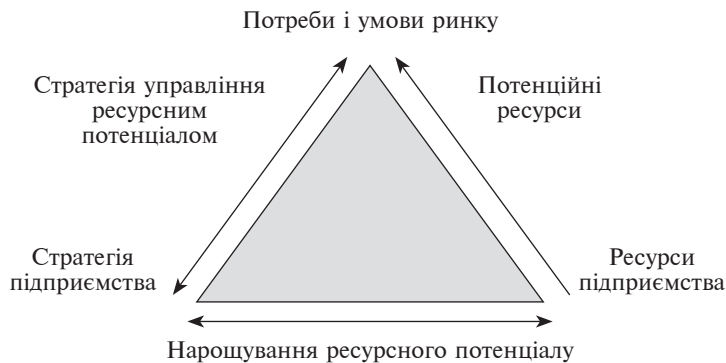 Потреби і умови ринку
Стратегія управління
ресурсним
потенціалом
Потенційні
ресурси
Стратегія
підприємства
Ресурси
підприємства
Нарощування ресурсного потенціалу